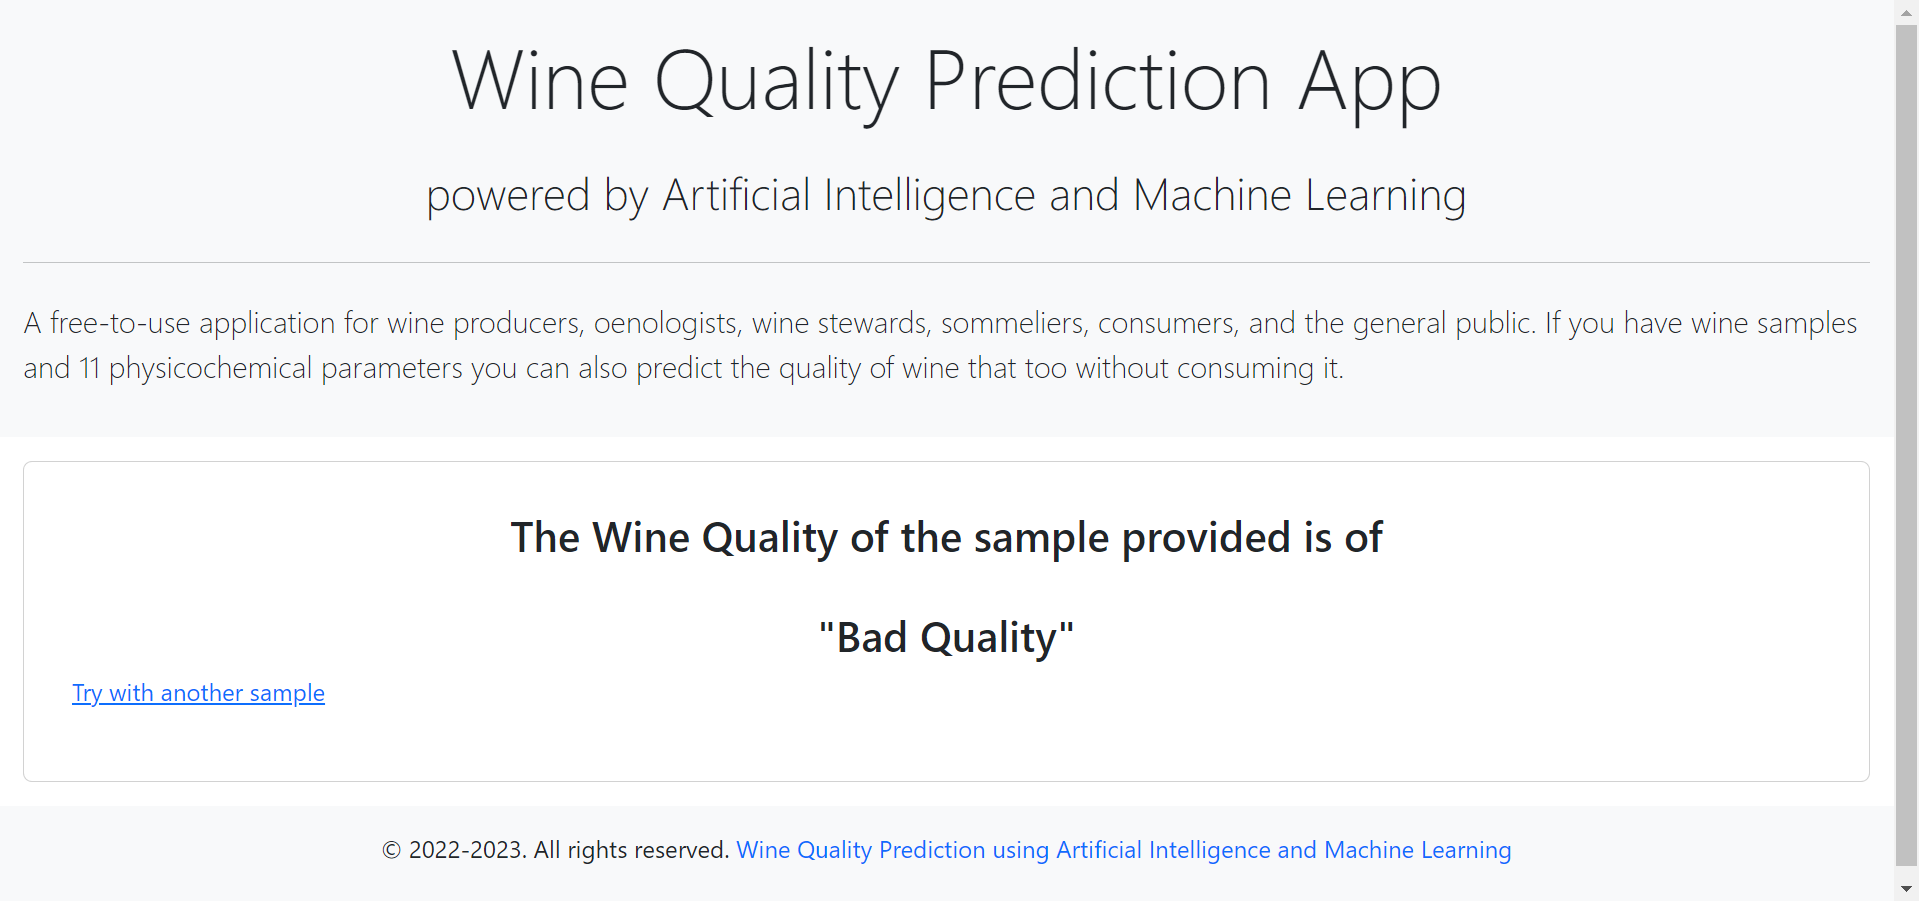 Wine Quality Prediction App
powered by Artificial Intelligence and Machine Learning
A free-to-use application for wine producers, oenologists, wine stewards, sommeliers, consumers, and the general public. If you have wine samples
and 11 physicochemical parameters you can also predict the quality of wine that too without consuming it.
The Wine Quality of the sample provided is of
"Bad Quality"
Try with another sample
© 2022-2023. All rights reserved. Wine Quality Prediction using Artificial Intelligence and Machine Learning